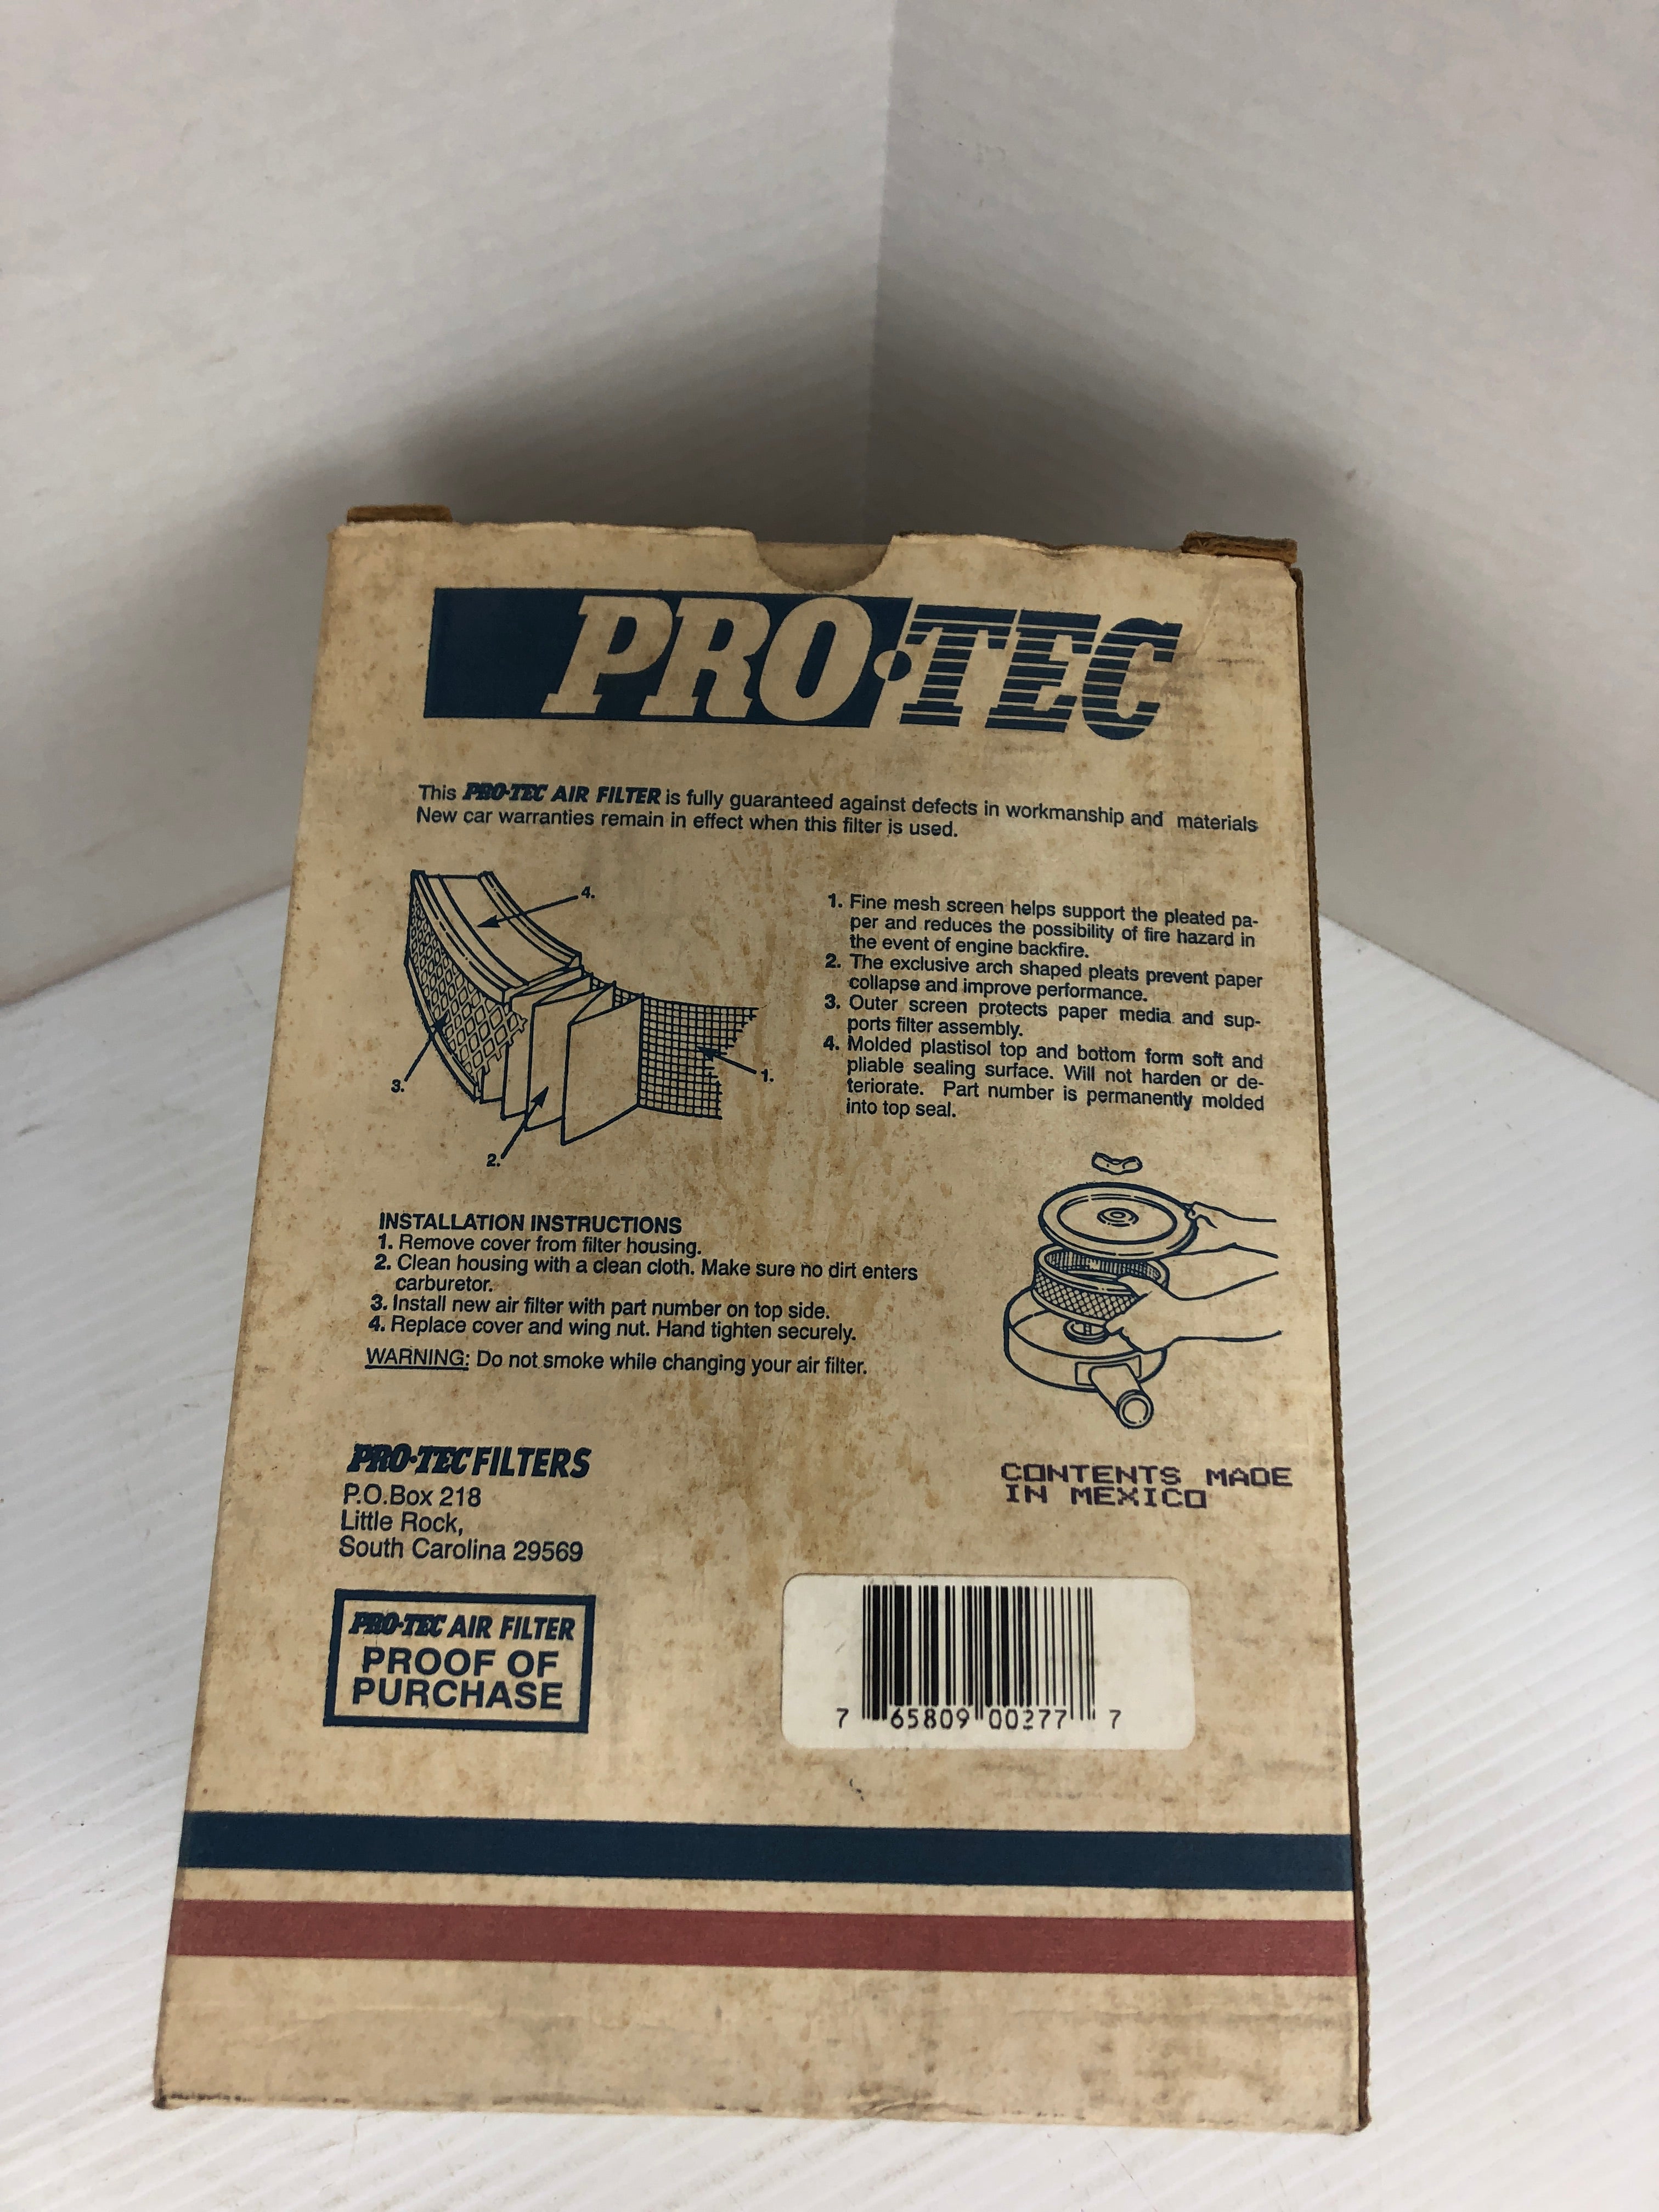 PRO·TEC
This PRO·TEC AIR FILTER is fully guaranteed against defects in workmanship and materials
New car warranties remain in effect when this filter is used.
4.
3.
1.
2.
1. Fine mesh screen helps support the pleated pa-
per and reduces the possibility of fire hazard in
the event of engine backfire.
2. The exclusive arch shaped pleats prevent paper
collapse and improve performance.
3. Outer screen protects paper media and sup-
ports filter assembly.
4. Molded plastisol top and bottom form soft and
pliable sealing surface. Will not harden or de-
teriorate. Part number is permanently molded
into top seal.
INSTALLATION INSTRUCTIONS
1. Remove cover from filter housing.
2. Clean housing with a clean cloth. Make sure no dirt enters
carburetor.
3. Install new air filter with part number on top side.
4. Replace cover and wing nut. Hand tighten securely.
WARNING: Do not smoke while changing your air filter.
PRO·TEC FILTERS
P.O.Box 218
Little Rock,
South Carolina 29569
CONTENTS MADE
IN MEXICO
PRO·TEC AIR FILTER
PROOF OF
PURCHASE
7 65809 00277 7